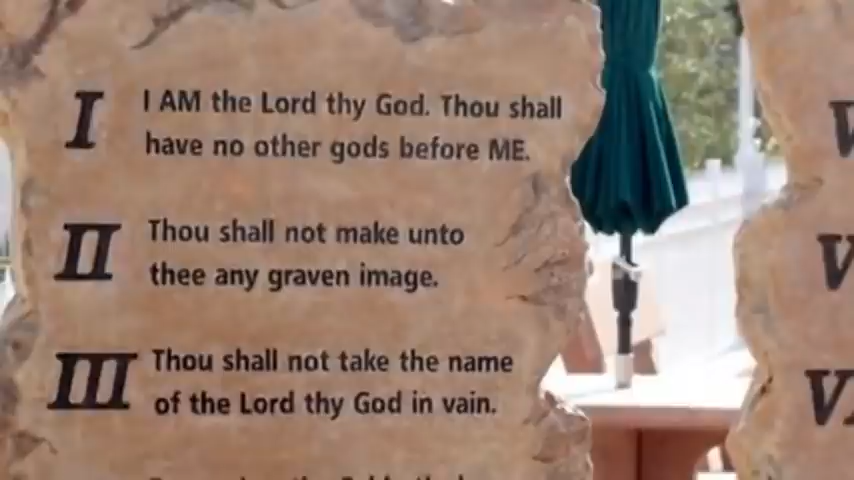 I I AM the Lord thy God. Thou shall
have no other gods before ME.
II Thou shall not make unto
thee any graven image.
III Thou shall not take the name
of the Lord thy God in vain.